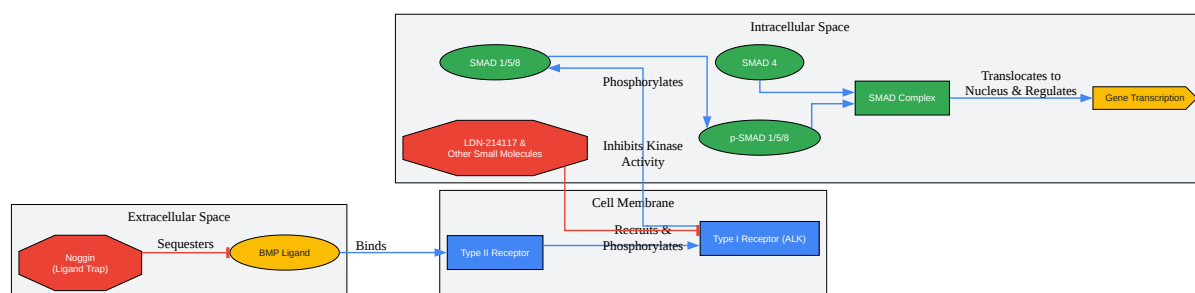 Intracellular Space
SMAD 1/5/8
SMAD 4
Phosphorylates
SMAD Complex
Translocates to
Nucleus & Regulates
Gene Transcription
p-SMAD 1/5/8
LDN-214117 &
Other Small Molecules
Inhibits Kinase
Activity
Cell Membrane
Extracellular Space
Noggin
(Ligand Trap)
Sequesters
BMP Ligand
Binds
Type II Receptor
Recruits &
Phosphorylates
Type I Receptor (ALK)